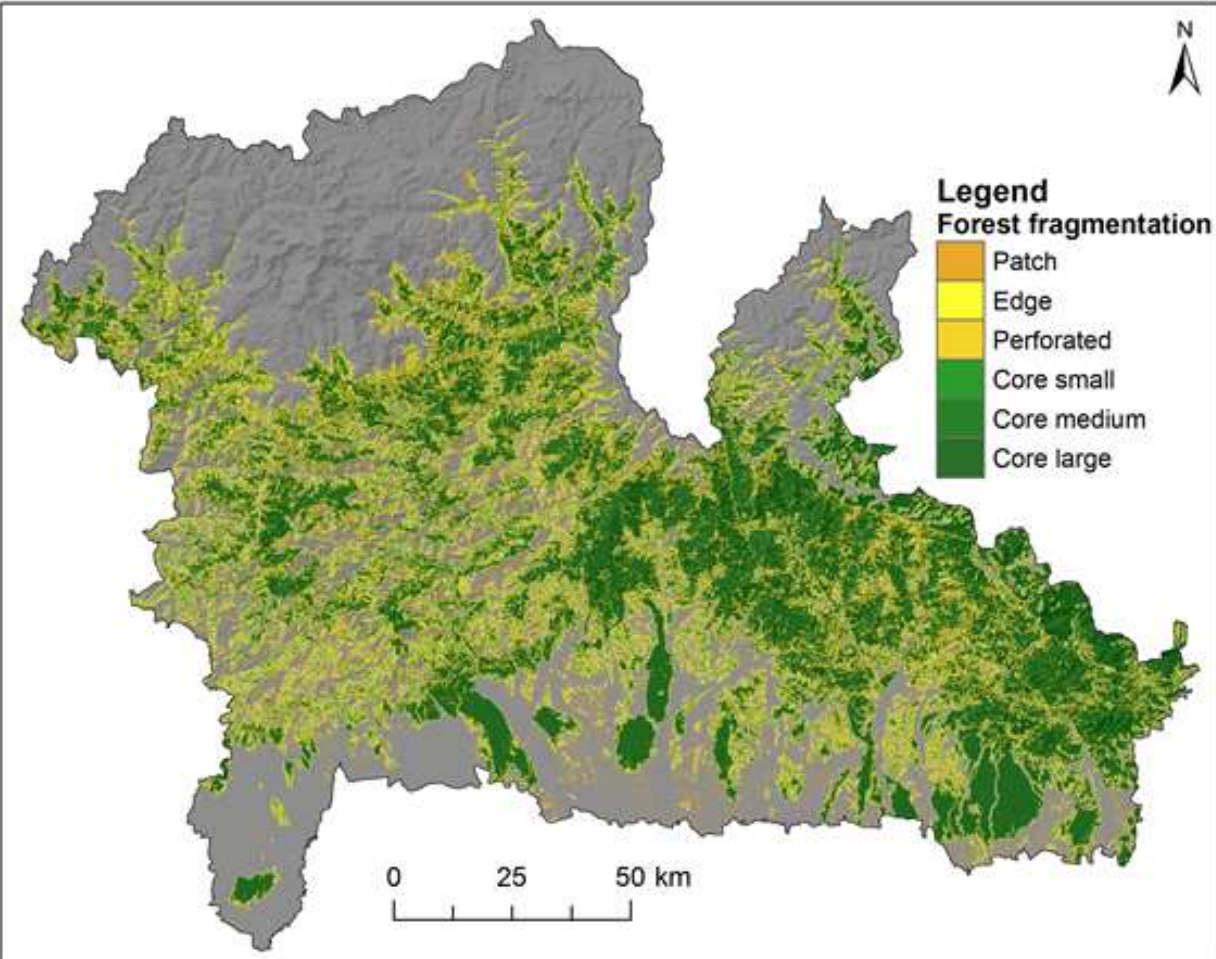 N
Legend
Forest fragmentation
Patch
Edge
Perforated
Core small
Core medium
Core large
0 25 50 km